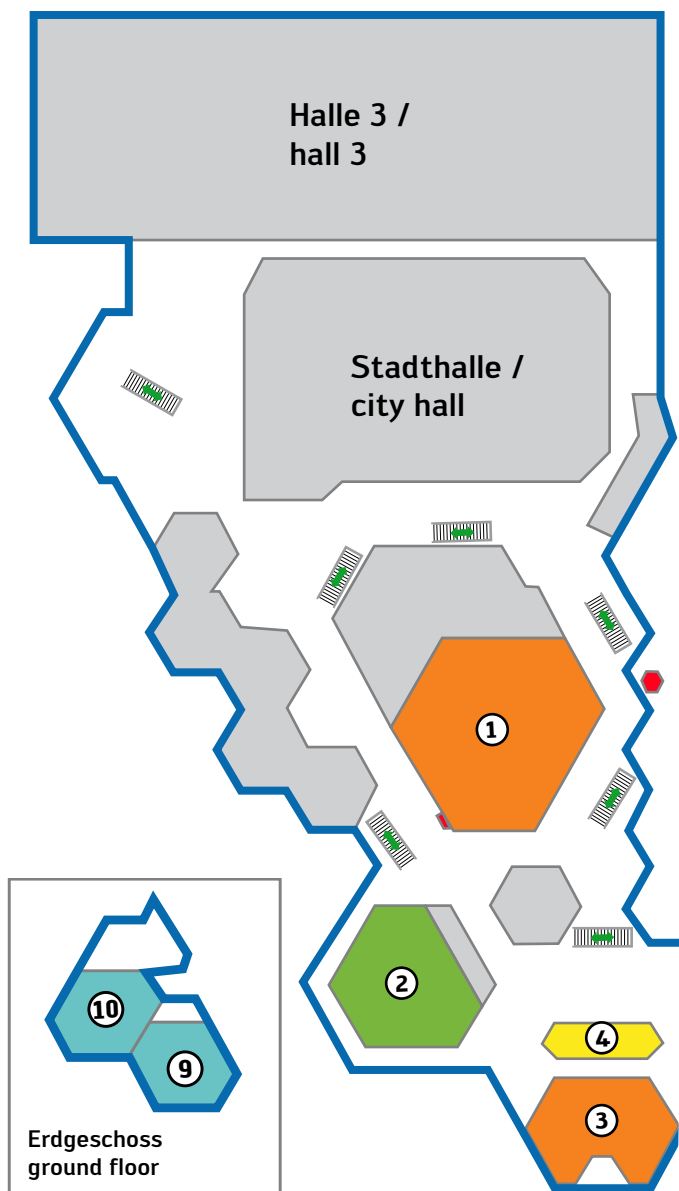 Halle 3 /
hall 3
Stadthalle /
city hall
1
2
4
3
10
9
Erdgeschoss
ground floor